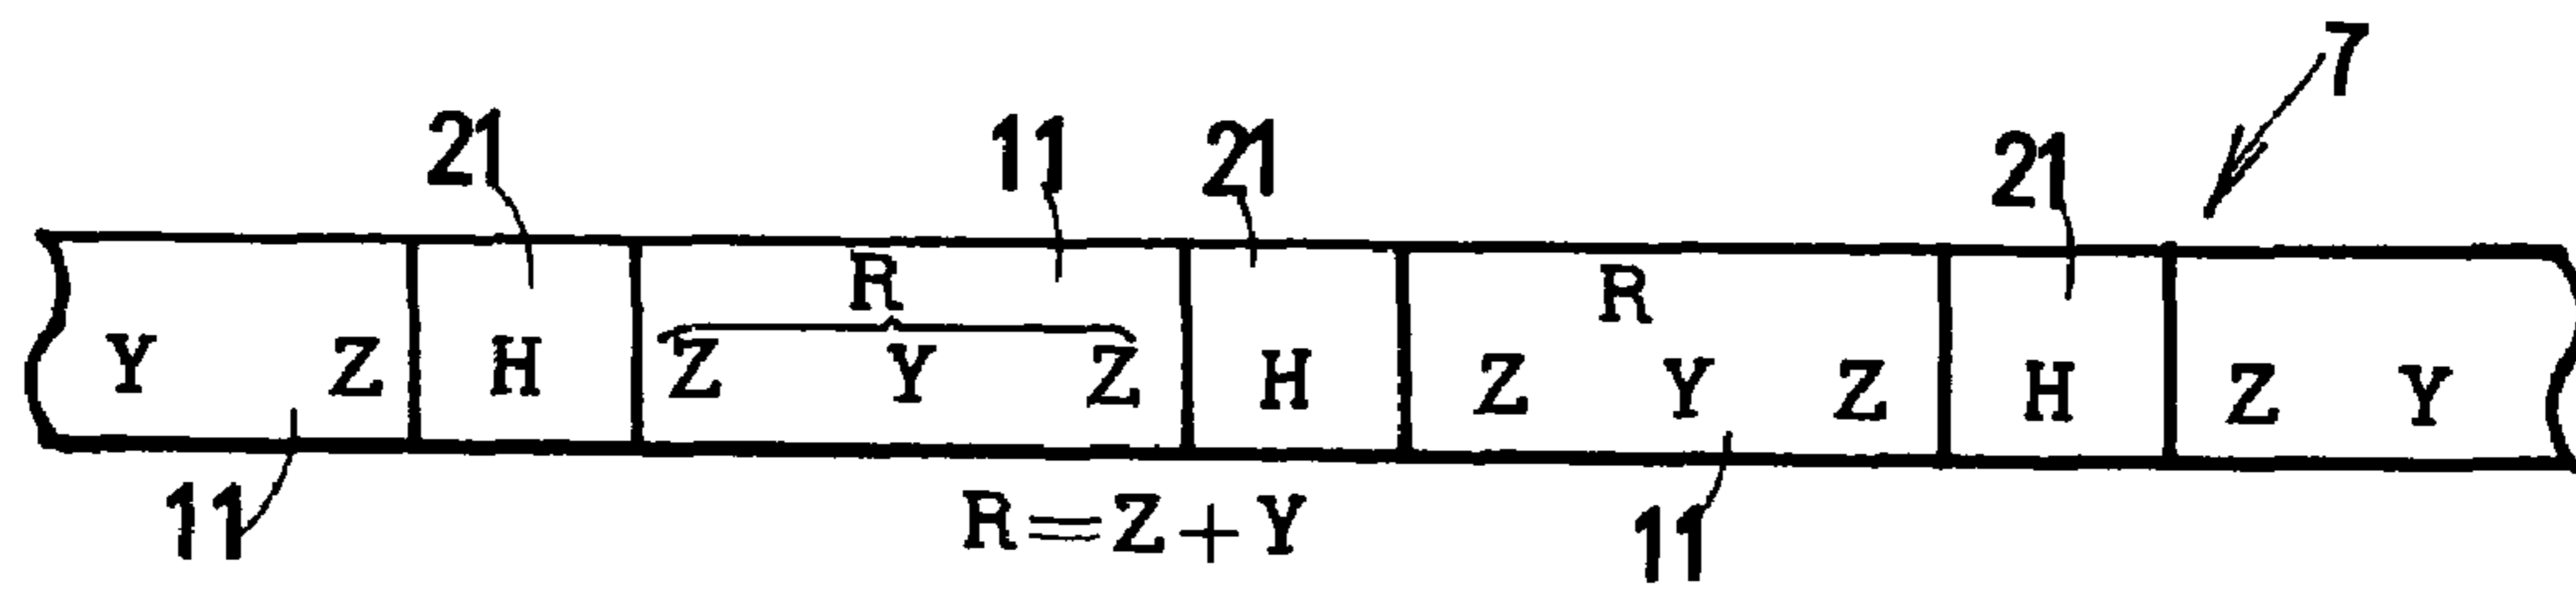 7
21 11 21 21
R R
Y Z H Z Y Z H Z Y Z H Z Y
11 R=Z+Y 11